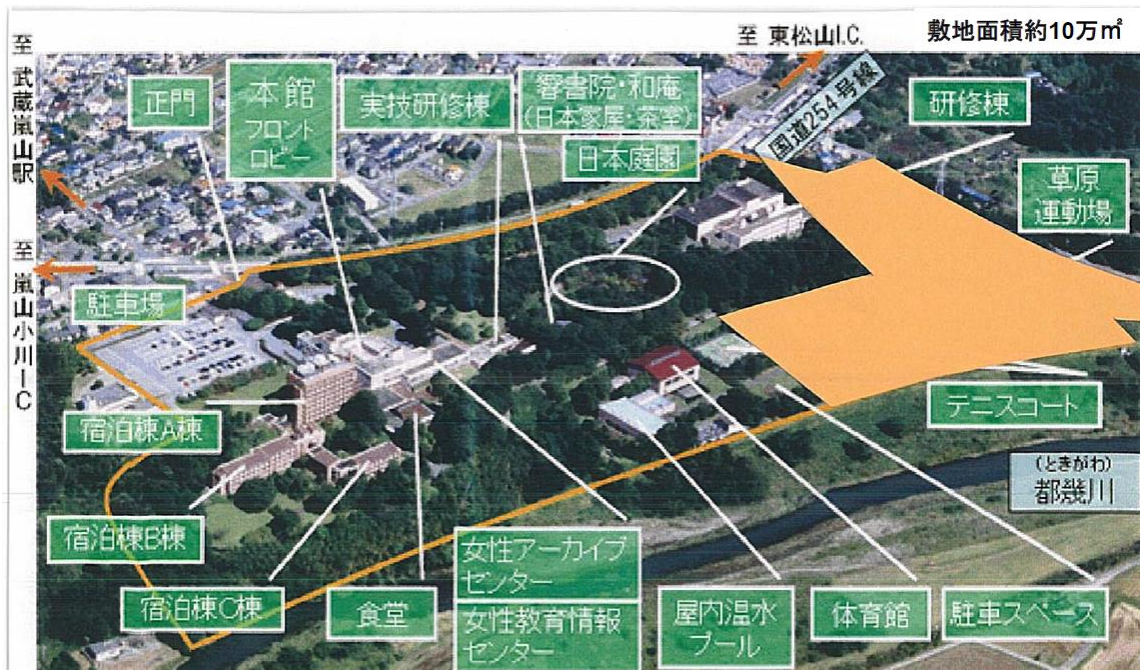 敷地面積約10万㎡
至 東松山I.C.
至 武蔵嵐山駅
正門
本館
フロント
ロビー
実技研修棟
響書院・和庵
(日本家屋・茶室)
日本庭園
国道254号線
研修棟
草原
運動場
至 嵐山小川IC
駐車場
宿泊棟A棟
テニスコート
(ときがわ)
都幾川
宿泊棟B棟
宿泊棟C棟
食堂
女性アーカイブ
センター
女性教育情報
センター
屋内温水
プール
体育館
駐車スペース